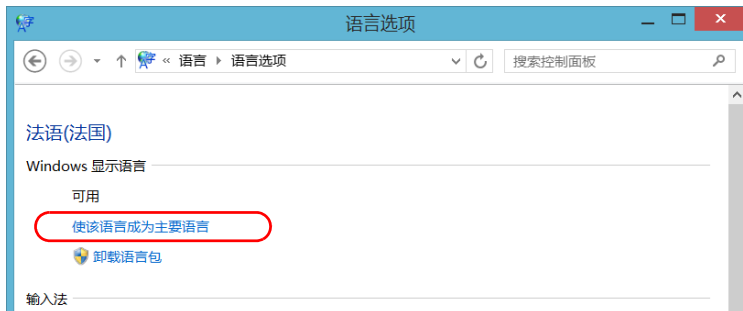 语言选项
« 语言 ▸ 语言选项
搜索控制面板
法语(法国)
Windows 显示语言
可用
使该语言成为主要语言
卸载语言包
输入法